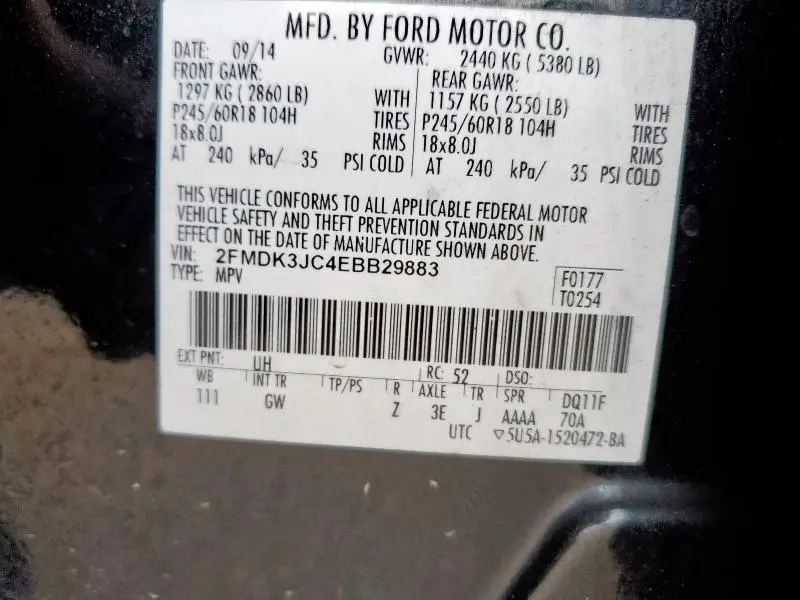 MFD. BY FORD MOTOR CO.
DATE: 09/14 GVWR: 2440 KG ( 5380 LB)
FRONT GAWR: REAR GAWR:
1297 KG ( 2860 LB) WITH 1157 KG ( 2550 LB) WITH
P245/60R18 104H TIRES P245/60R18 104H TIRES
18x8.0J RIMS 18x8.0J RIMS
AT 240 kPa/ 35 PSI COLD AT 240 kPa/ 35 PSI COLD
THIS VEHICLE CONFORMS TO ALL APPLICABLE FEDERAL MOTOR
VEHICLE SAFETY AND THEFT PREVENTION STANDARDS IN
EFFECT ON THE DATE OF MANUFACTURE SHOWN ABOVE.
VIN: 2FMDK3JC4EBB29883
TYPE: MPV F0177
T0254
EXT PNT: UH RC: 52 DSO:
WB INT TR TP/PS R AXLE TR SPR DQ11F
111 GW Z 3E J AAAA 70A
UTC ▽5U5A-1520472-BA